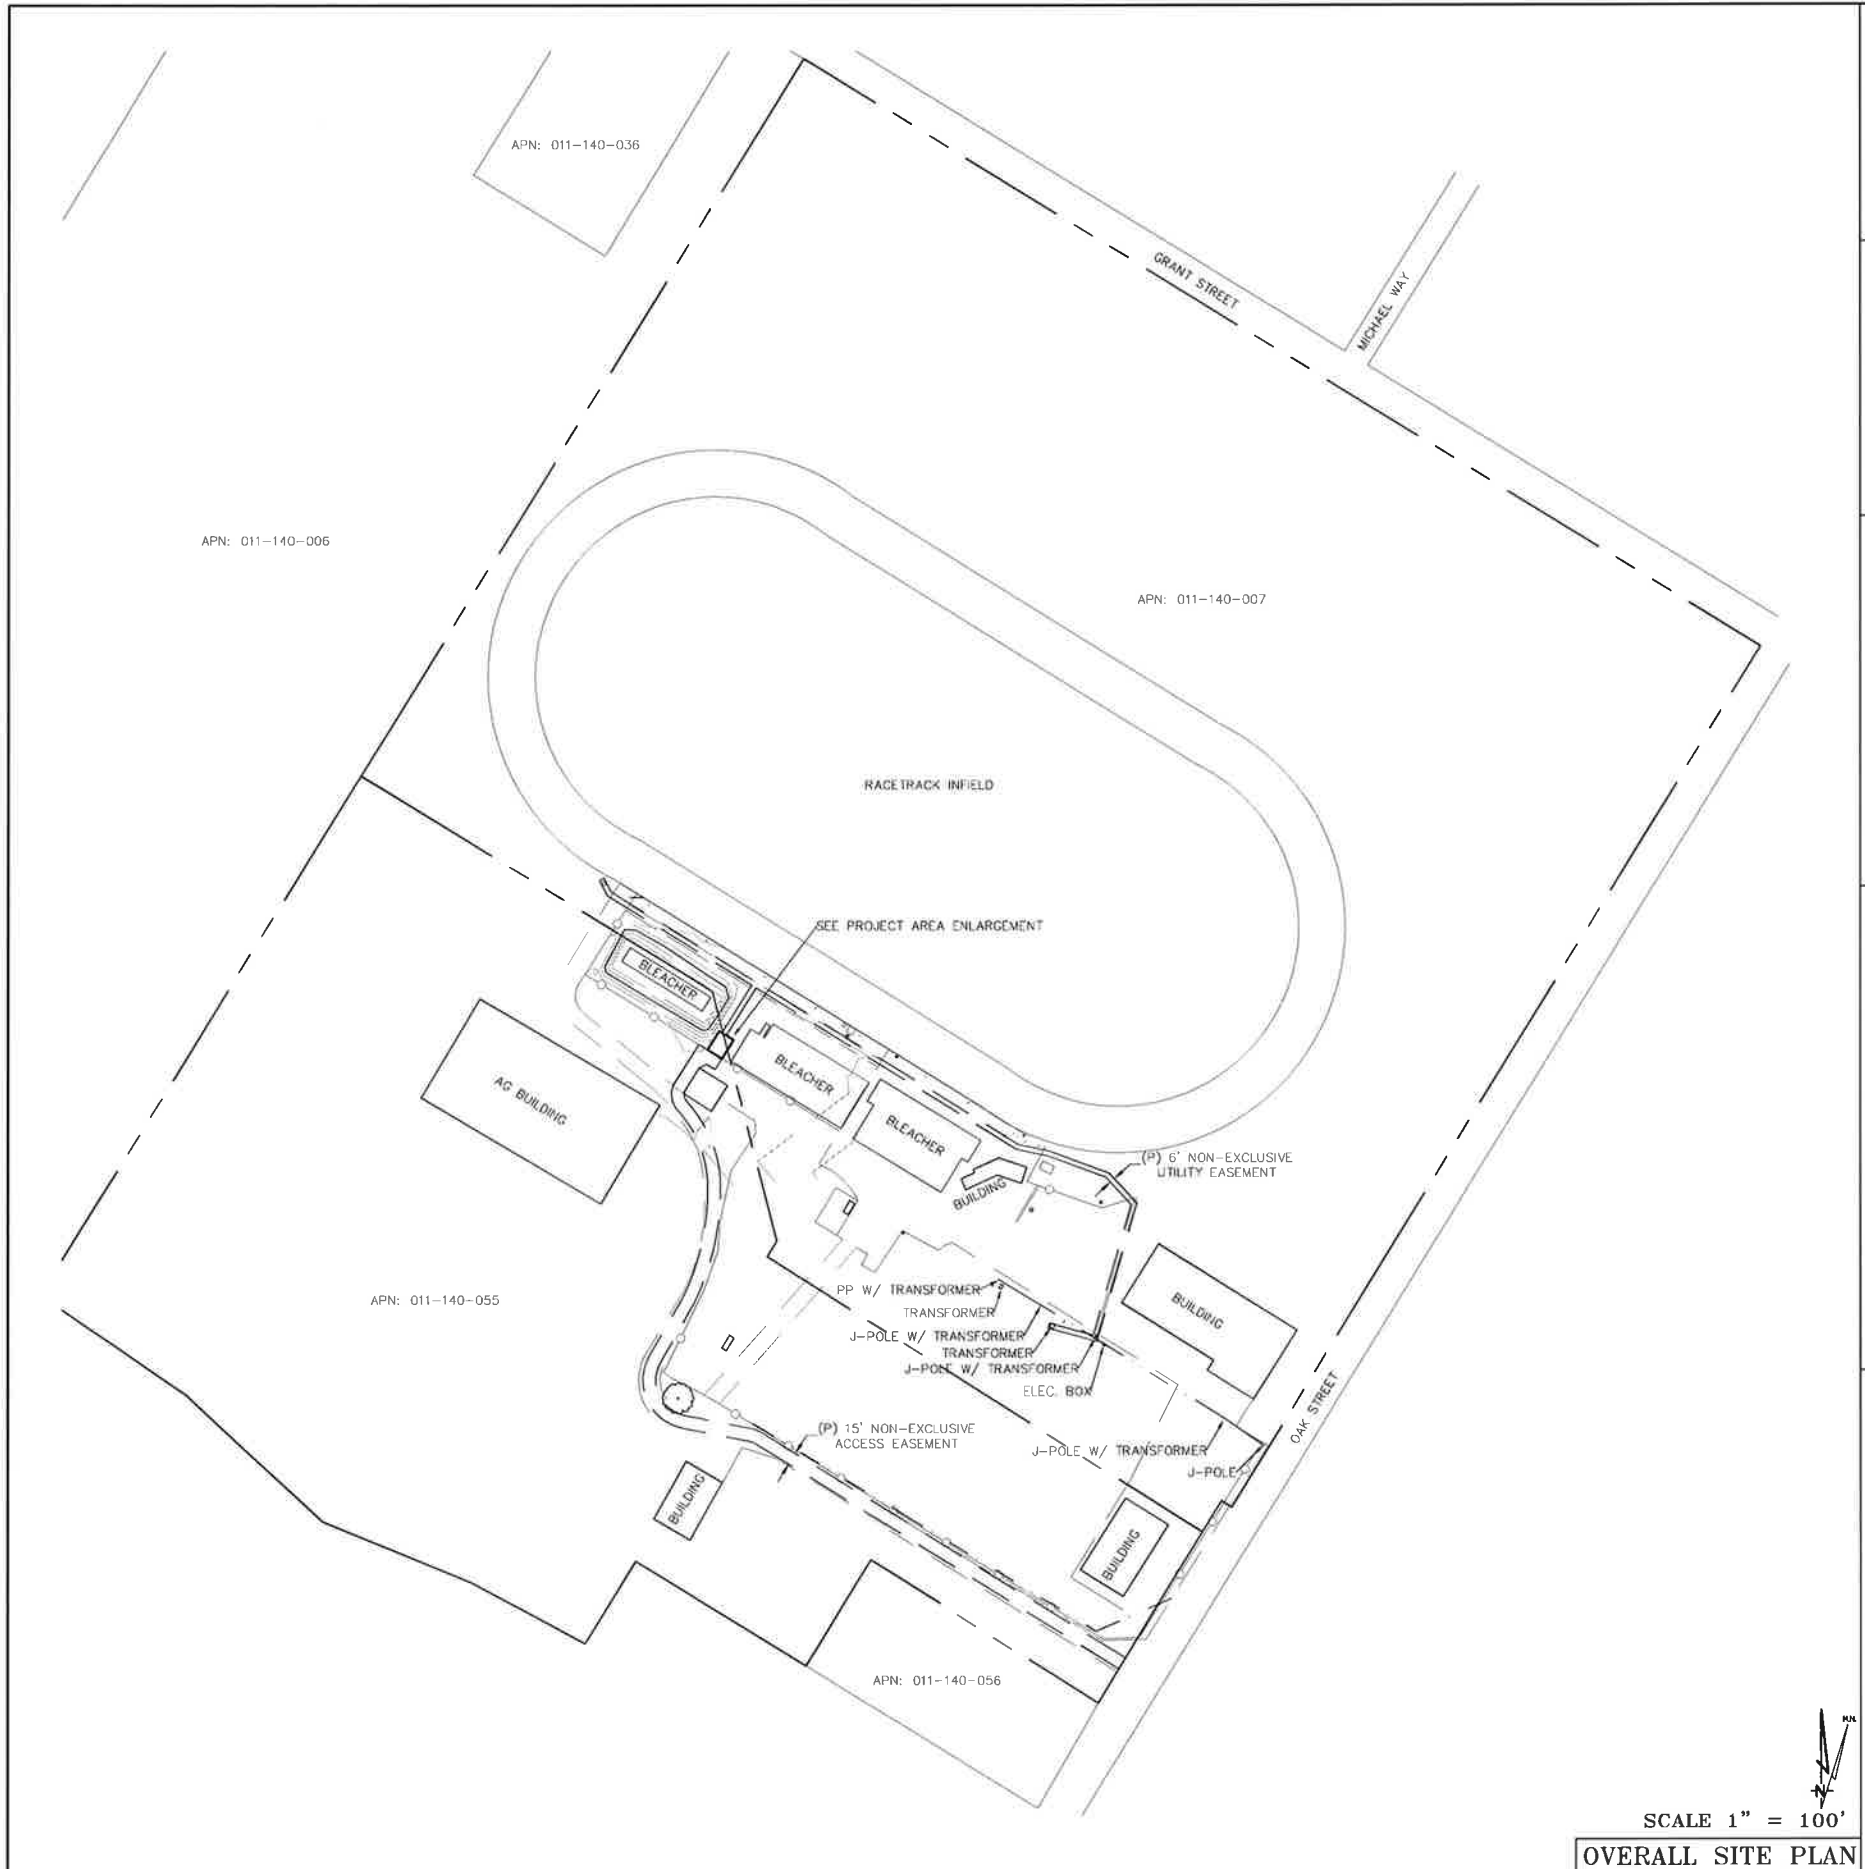 APN: 011-140-036
GRANT STREET
MICHAEL WAY
APN: 011-140-006
APN: 011-140-007
RACETRACK INFIELD
SEE PROJECT AREA ENLARGEMENT
BLEACHER
BLEACHER
BLEACHER
AG BUILDING
(P) 6' NON-EXCLUSIVE
UTILITY EASEMENT
BUILDING
PP W/ TRANSFORMER
TRANSFORMER
J-POLE W/ TRANSFORMER
TRANSFORMER
J-POLE W/ TRANSFORMER
ELEC. BOX
BUILDING
APN: 011-140-055
OAK STREET
(P) 15' NON-EXCLUSIVE
ACCESS EASEMENT
J-POLE W/ TRANSFORMER
J-POLE
BUILDING
BUILDING
APN: 011-140-056
M.N.
N
SCALE 1" = 100'
OVERALL SITE PLAN